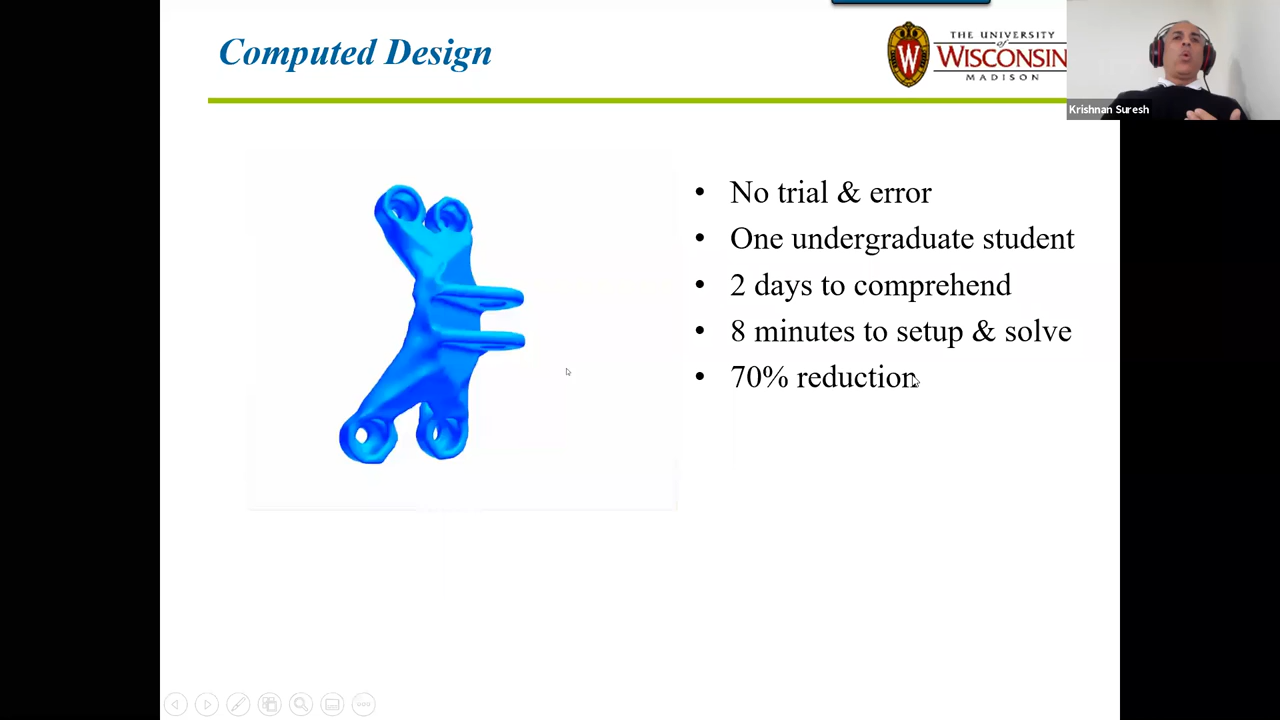 Computed Design
THE UNIVERSITY
of
WISCONSIN
MADISON
W
Krishnan Suresh
• No trial & error
• One undergraduate student
• 2 days to comprehend
• 8 minutes to setup & solve
• 70% reduction